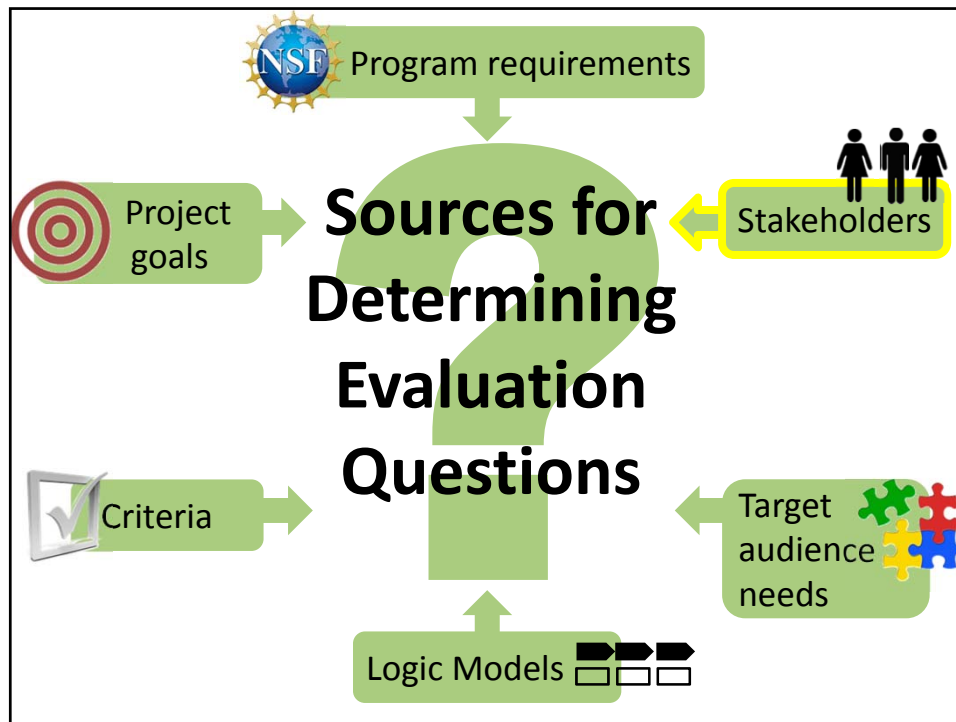 NSF
Program requirements
Sources for
Determining
Evaluation
Questions
Project
goals
Stakeholders
Criteria
Target
audience
needs
Logic Models